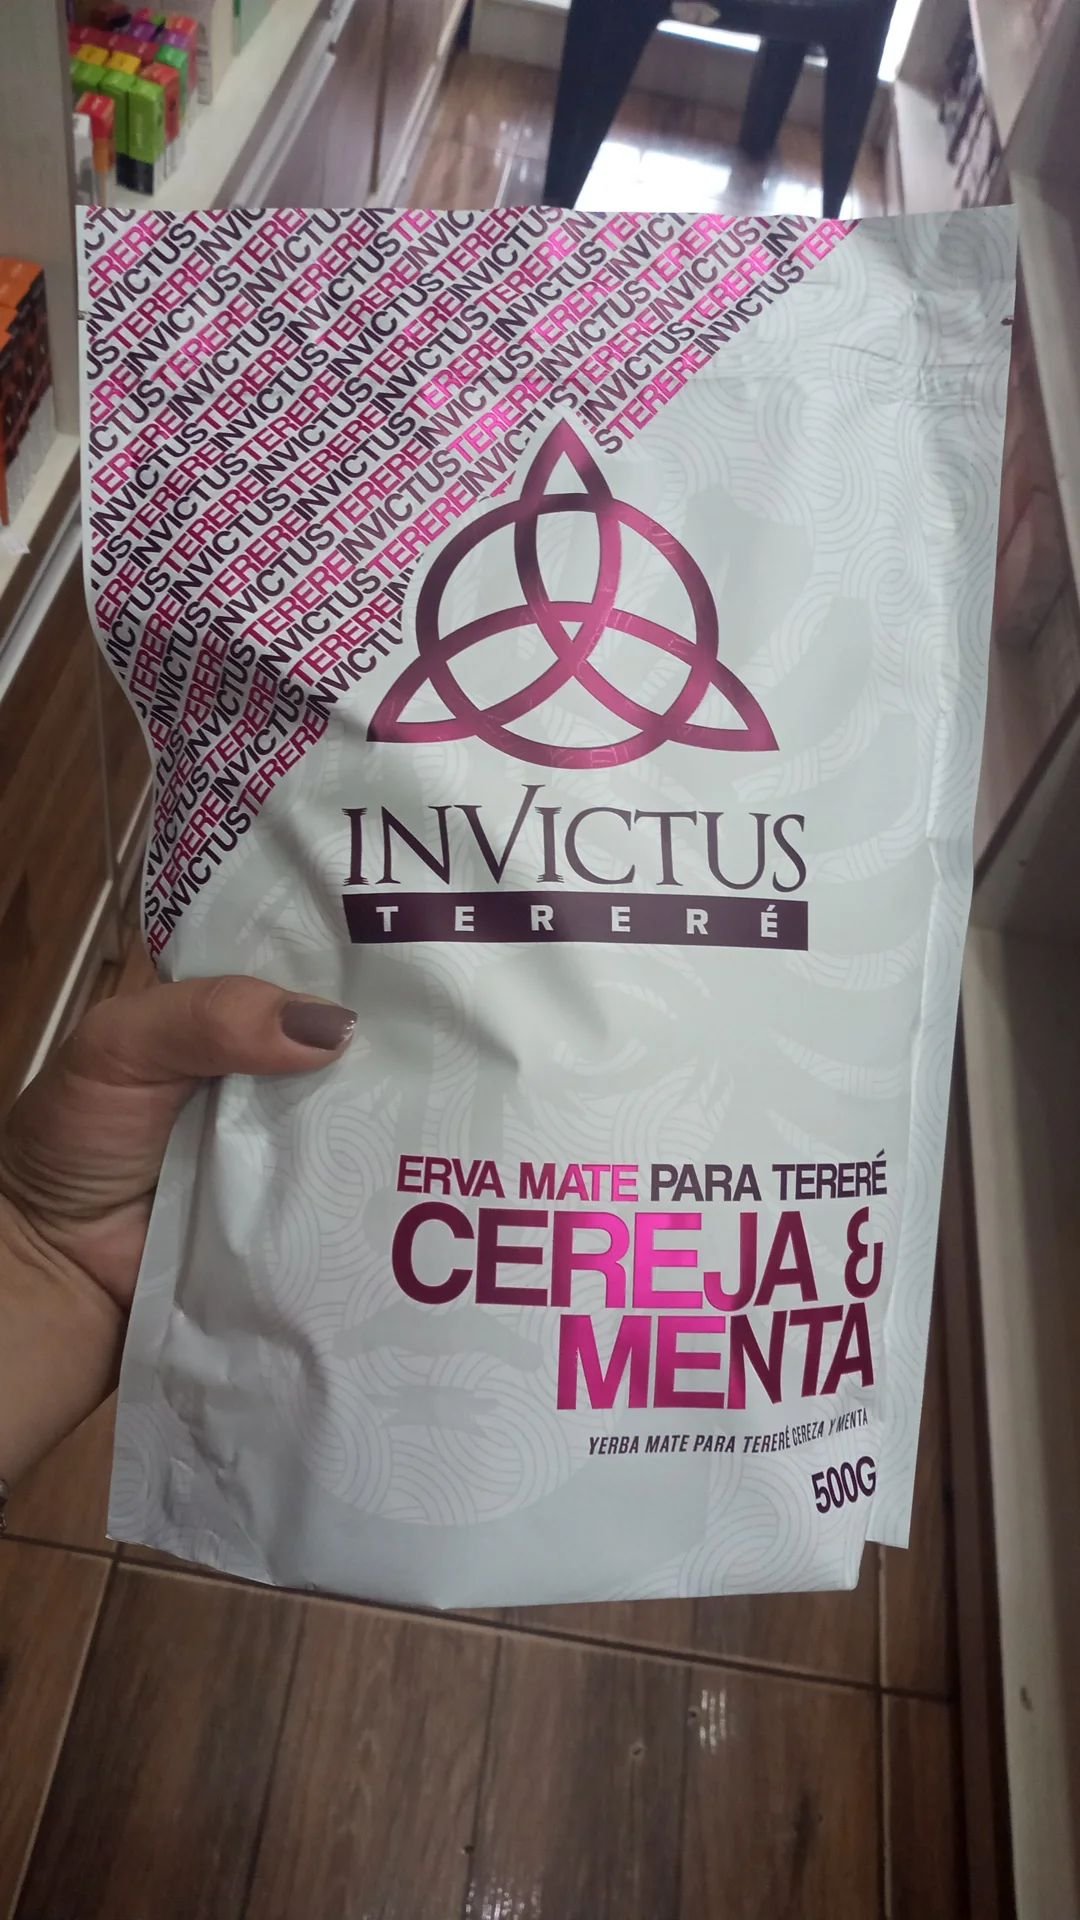 INVICTUS
TERERÉ
ERVA MATE PARA TERERÉ
CEREJA &
MENTA
YERBA MATE PARA TERERÉ CEREZA Y MENTA
500G